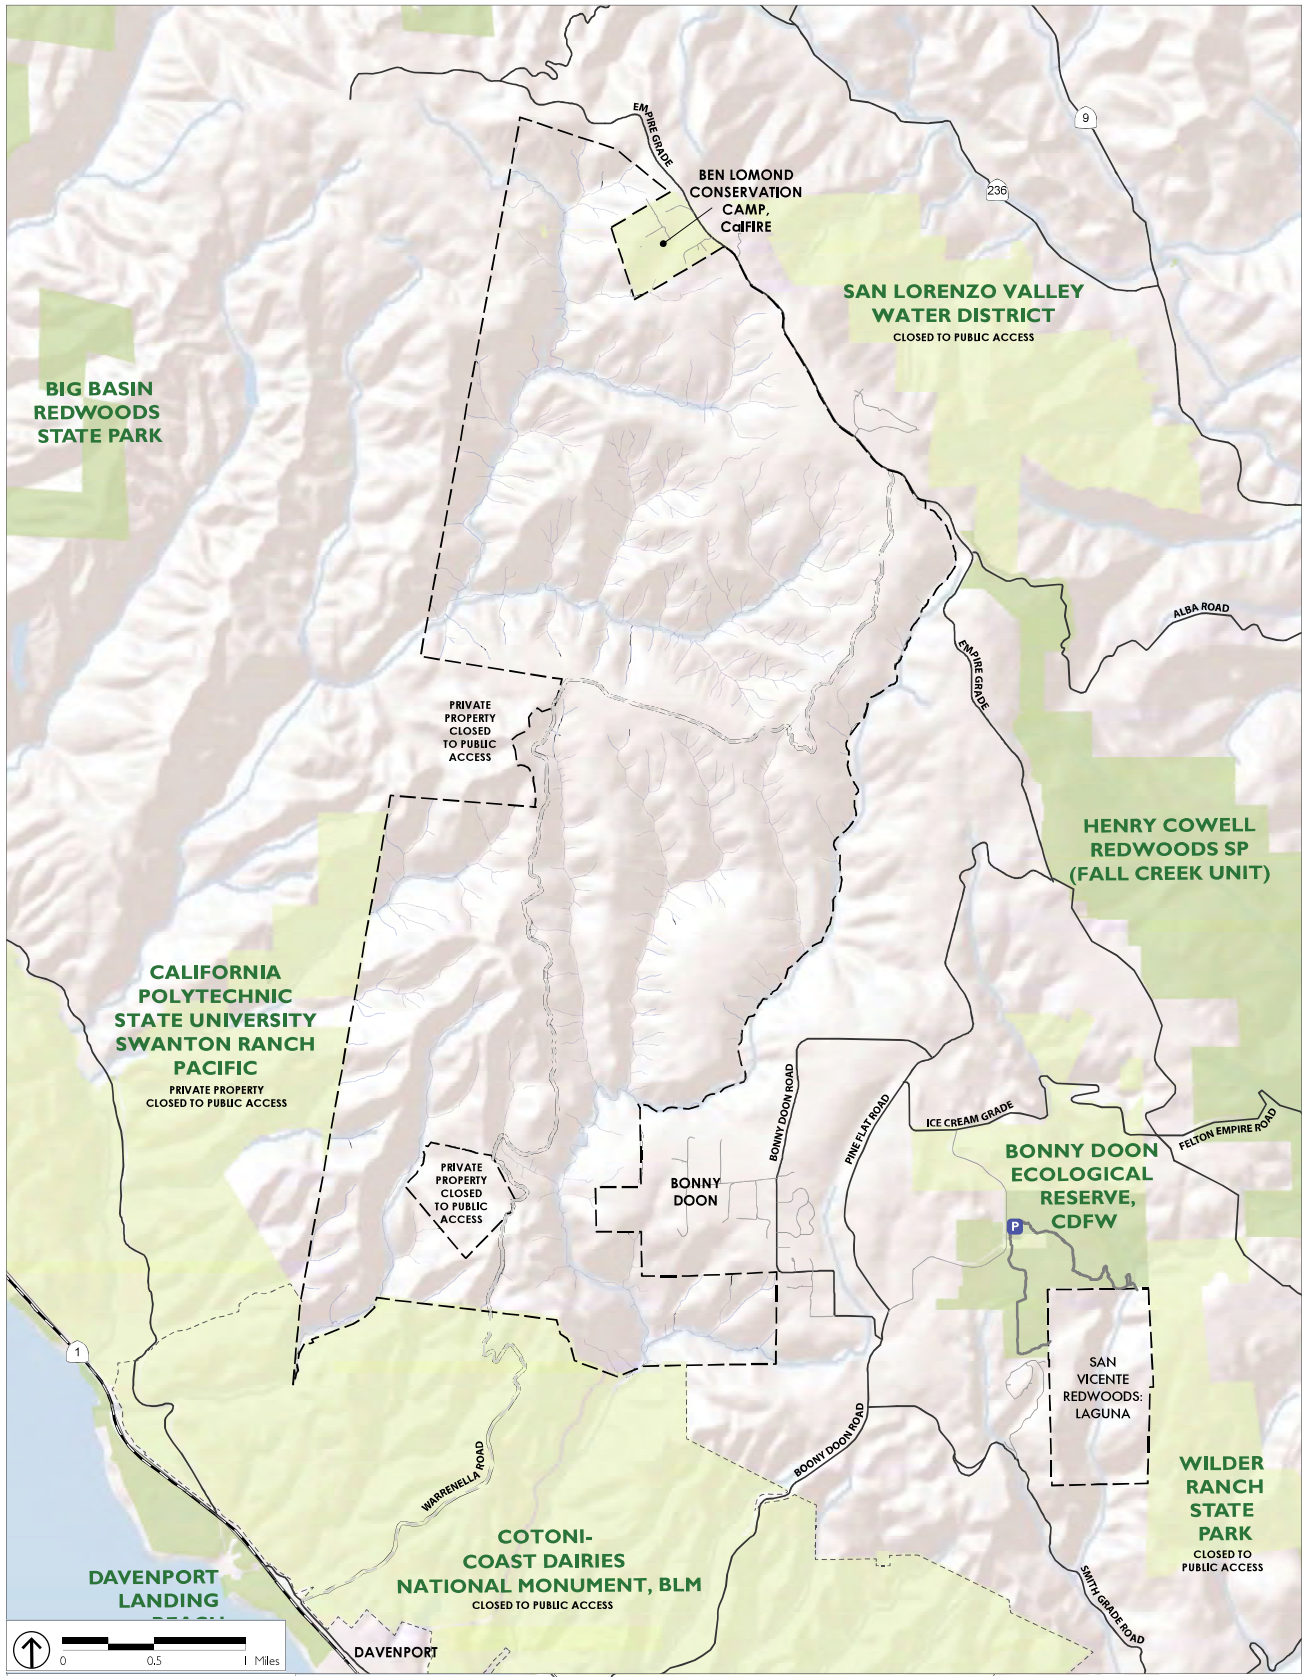 EMPIRE GRADE
9
BEN LOMOND
CONSERVATION
CAMP,
CalFIRE
236
SAN LORENZO VALLEY
WATER DISTRICT
CLOSED TO PUBLIC ACCESS
BIG BASIN
REDWOODS
STATE PARK
ALBA ROAD
EMPIRE GRADE
PRIVATE
PROPERTY
CLOSED
TO PUBLIC
ACCESS
HENRY COWELL
REDWOODS SP
(FALL CREEK UNIT)
CALIFORNIA
POLYTECHNIC
STATE UNIVERSITY
SWANTON RANCH
PACIFIC
PRIVATE PROPERTY
CLOSED TO PUBLIC ACCESS
BONNY DOON ROAD
PINE FLAT ROAD
ICE CREAM GRADE
FELTON EMPIRE ROAD
BONNY DOON
ECOLOGICAL
RESERVE,
CDFW
PRIVATE
PROPERTY
CLOSED
TO PUBLIC
ACCESS
BONNY
DOON
P
1
SAN
VICENTE
REDWOODS:
LAGUNA
BOONY DOON ROAD
WARRENELLA ROAD
WILDER
RANCH
STATE
PARK
CLOSED TO
PUBLIC ACCESS
COTONI-
COAST DAIRIES
NATIONAL MONUMENT, BLM
CLOSED TO PUBLIC ACCESS
SMITH GRADE ROAD
DAVENPORT
LANDING
BEACH
DAVENPORT
0 0.5 1 Miles